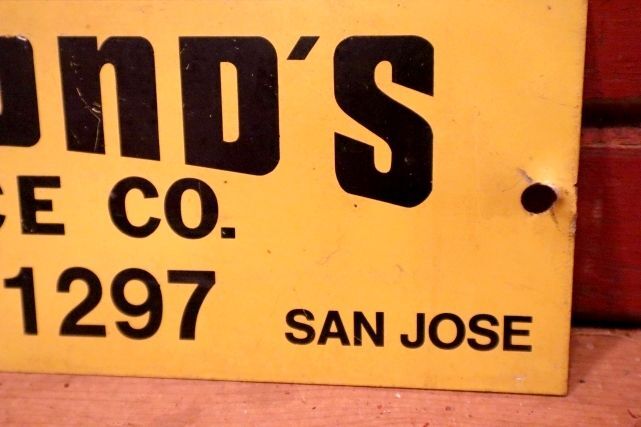 OND'S
CE CO.
1297
SAN JOSE